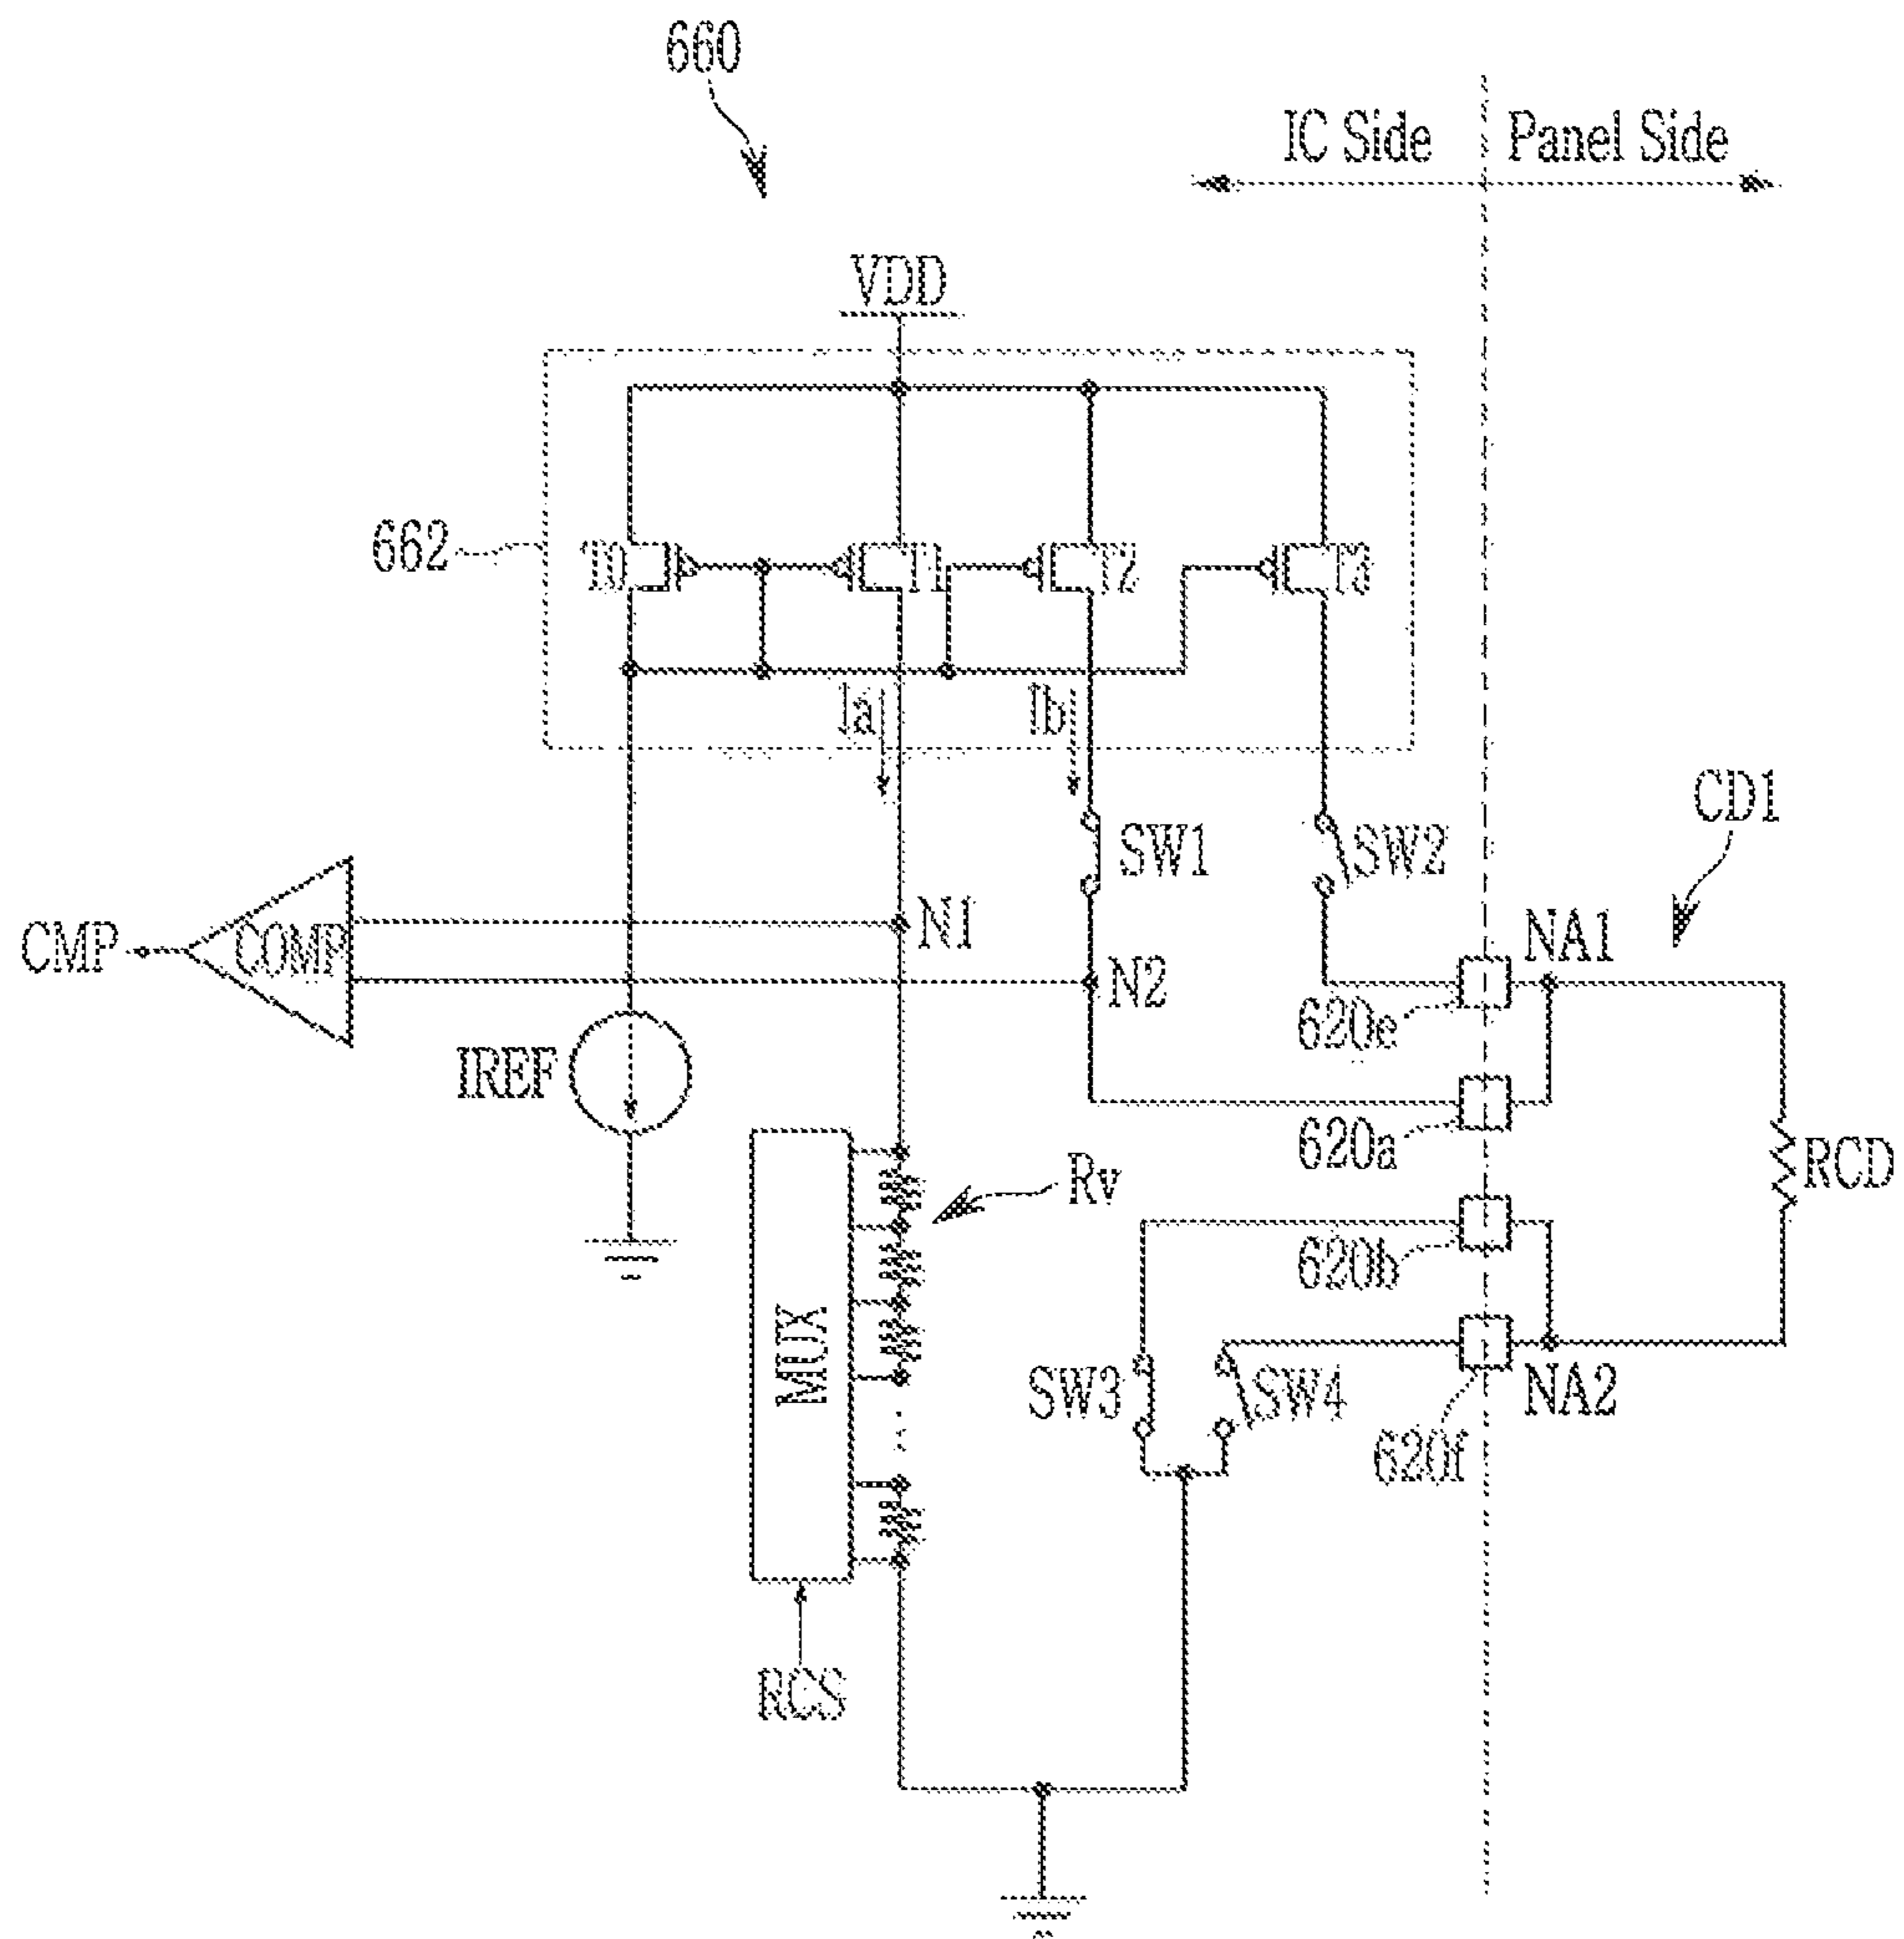 660
IC Side
Panel Side
VDD
662
T0
T1
T2
T3
Ia
Ib
CD1
SW1
SW2
CMP
COMP
N1
N2
NA1
620e
IREF
620a
Rv
RCD
620b
MUX
SW3
SW4
NA2
620f
RCS